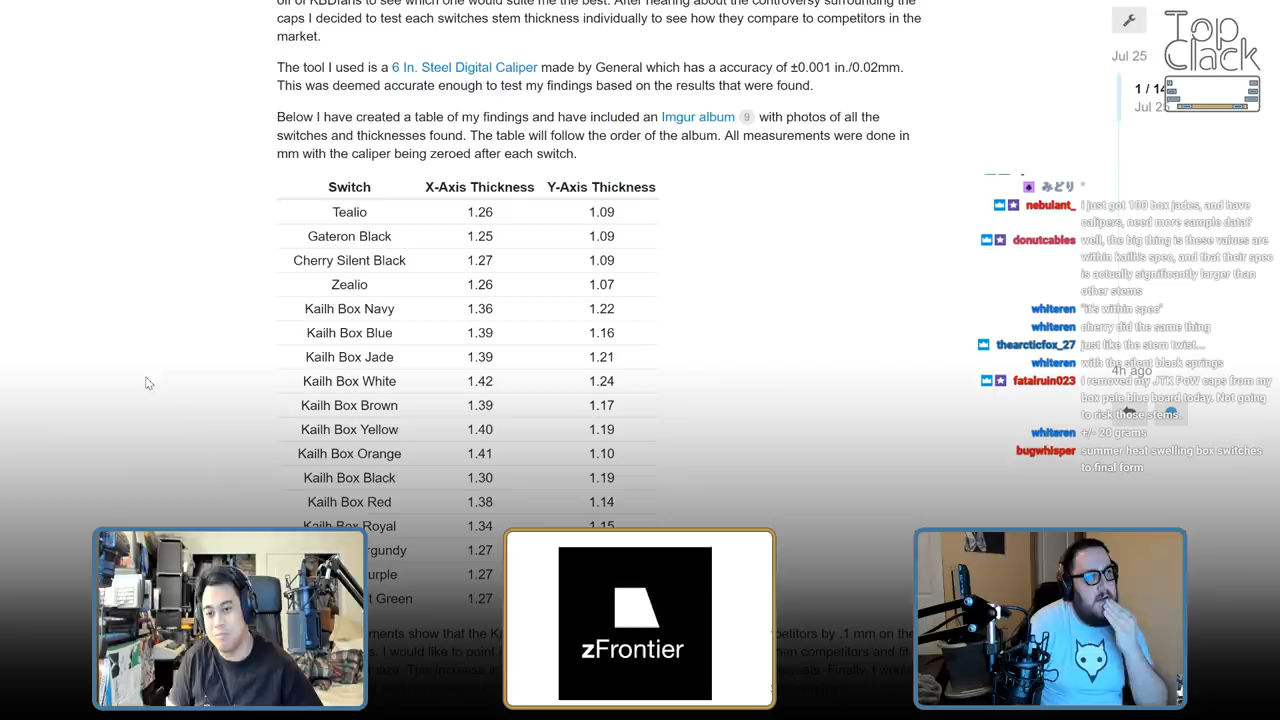 off of KBDfans to see which one would suite me the best. After hearing about the controversy surrounding the
caps I decided to test each switches stem thickness individually to see how they compare to competitors in the
market.
The tool I used is a 6 In. Steel Digital Caliper made by General which has a accuracy of ±0.001 in./0.02mm.
This was deemed accurate enough to test my findings based on the results that were found.
Below I have created a table of my findings and have included an Imgur album 9 with photos of all the
switches and thicknesses found. The table will follow the order of the album. All measurements were done in
mm with the caliper being zeroed after each switch.
Switch X-Axis Thickness Y-Axis Thickness
Tealio 1.26 1.09
Gateron Black 1.25 1.09
Cherry Silent Black 1.27 1.09
Zealio 1.26 1.07
Kailh Box Navy 1.36 1.22
Kailh Box Blue 1.39 1.16
Kailh Box Jade 1.39 1.21
Kailh Box White 1.42 1.24
Kailh Box Brown 1.39 1.17
Kailh Box Yellow 1.40 1.19
Kailh Box Orange 1.41 1.10
Kailh Box Black 1.30 1.19
Kailh Box Red 1.38 1.14
Kailh Box Royal 1.34 1.15
rgundy 1.27
urple 1.27
t Green 1.27
Top
Clack
Jul 25
1 / 14
Jul 25
4h ago
みどり
nebulant_ i just got 100 box jades, and have
calipers, need more sample data?
donutcables well, the big thing is these values are
within kailh's spec, and that their spec
is actually significantly larger than
other stems
whiteren "it's within spec"
whiteren cherry did the same thing
thearcticfox_27 just like the stem twist...
whiteren with the silent black springs
fatalruin023 I removed my JTK PoW caps from my
box pale blue board today. Not going
to risk those stems.
whiteren +/- 20 grams
bugwhisper summer heat swelling box switches
to final form
zFrontier